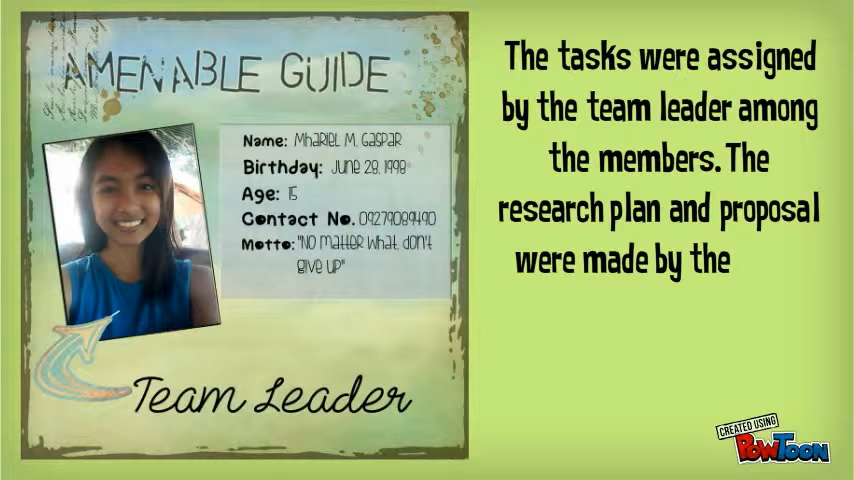 AMENABLE GUIDE
Name: Mhariel M. Gaspar
Birthday: June 28, 1998
Age: 15
Contact No. 09279089490
Motto: "No matter what, don't
give up"
Team Leader
The tasks were assigned
by the team leader among
the members. The
research plan and proposal
were made by the
CREATED USING
POWTOON